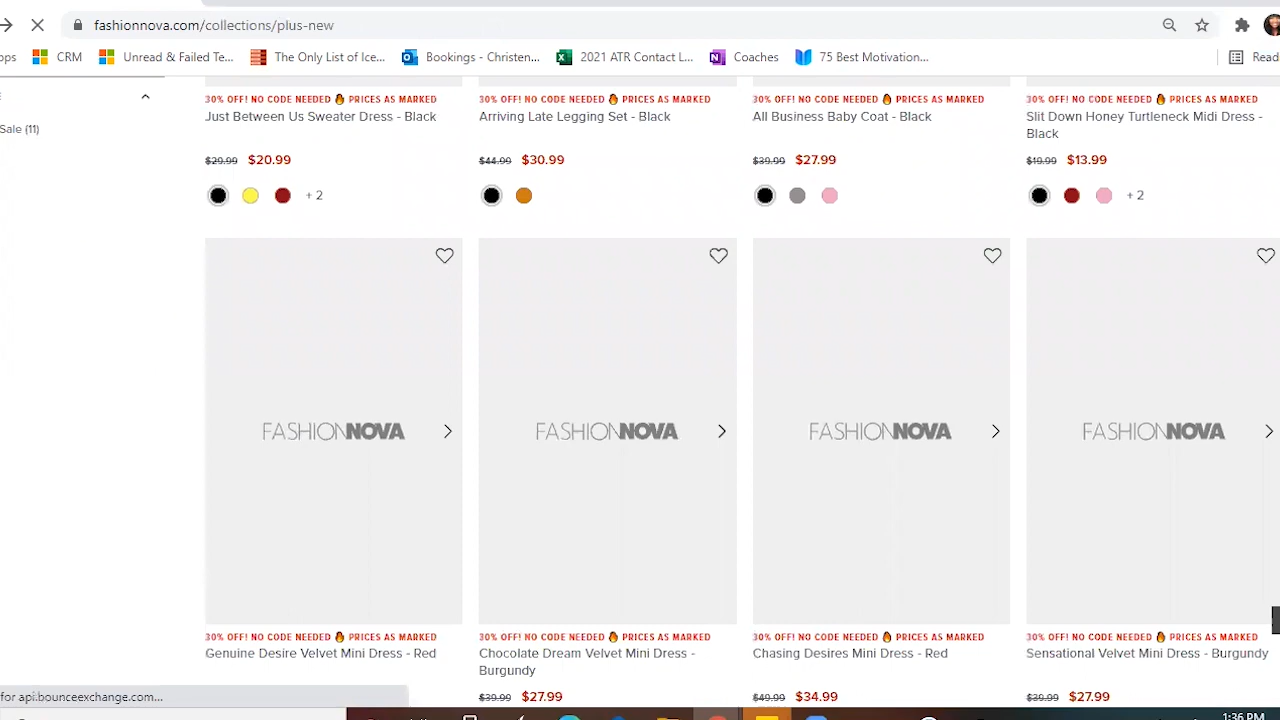 fashionnova.com/collections/plus-new
ops CRM Unread & Failed Te... The Only List of Ice... Bookings - Christen... 2021 ATR Contact L... Coaches 75 Best Motivation... Read
Sale (11)
30% OFF! NO CODE NEEDED 🔥 PRICES AS MARKED
Just Between Us Sweater Dress - Black
$29.99 $20.99
+ 2
30% OFF! NO CODE NEEDED 🔥 PRICES AS MARKED
Arriving Late Legging Set - Black
$44.99 $30.99
30% OFF! NO CODE NEEDED 🔥 PRICES AS MARKED
All Business Baby Coat - Black
$39.99 $27.99
30% OFF! NO CODE NEEDED 🔥 PRICES AS MARKED
Slit Down Honey Turtleneck Midi Dress -
Black
$19.99 $13.99
+ 2
FASHIONNOVA
30% OFF! NO CODE NEEDED 🔥 PRICES AS MARKED
Genuine Desire Velvet Mini Dress - Red
FASHIONNOVA
30% OFF! NO CODE NEEDED 🔥 PRICES AS MARKED
Chocolate Dream Velvet Mini Dress -
Burgundy
$39.99 $27.99
FASHIONNOVA
30% OFF! NO CODE NEEDED 🔥 PRICES AS MARKED
Chasing Desires Mini Dress - Red
$49.99 $34.99
FASHIONNOVA
30% OFF! NO CODE NEEDED 🔥 PRICES AS MARKED
Sensational Velvet Mini Dress - Burgundy
$39.99 $27.99
for api.bounceexchange.com...
1:36 PM